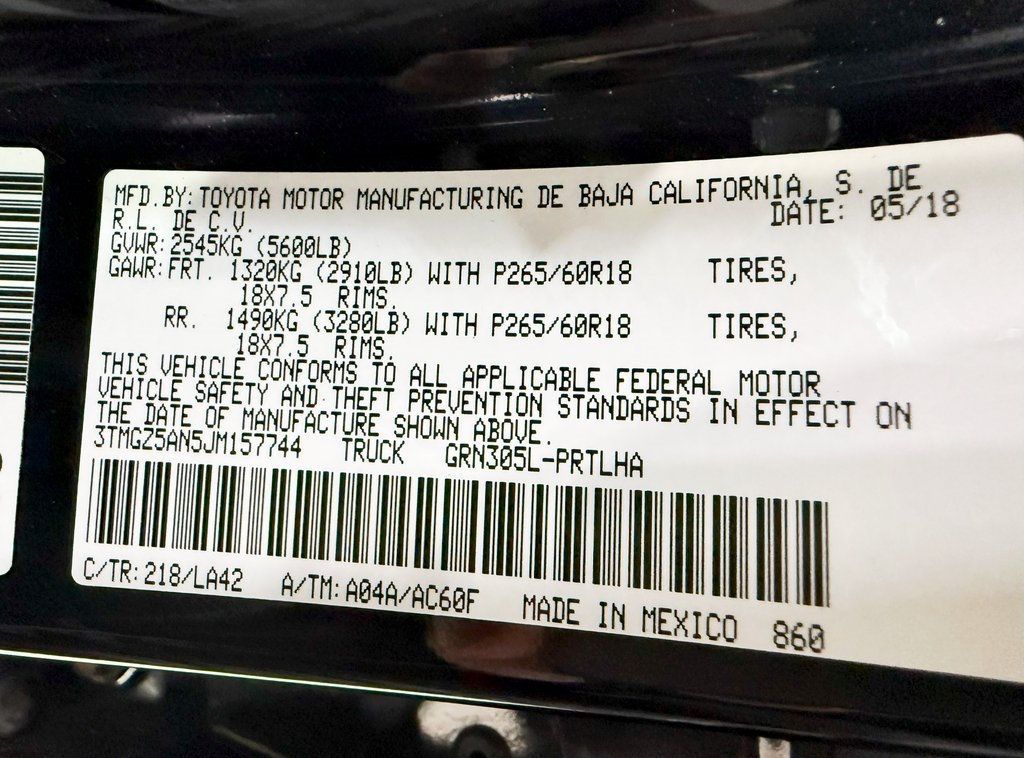 MFD.BY:TOYOTA MOTOR MANUFACTURING DE BAJA CALIFORNIA, S. DE
R.L. DE C.V. DATE: 05/18
GVWR:2545KG (5600LB)
GAWR:FRT. 1320KG (2910LB) WITH P265/60R18 TIRES,
18X7.5 RIMS.
RR. 1490KG (3280LB) WITH P265/60R18 TIRES,
18X7.5 RIMS.
THIS VEHICLE CONFORMS TO ALL APPLICABLE FEDERAL MOTOR
VEHICLE SAFETY AND THEFT PREVENTION STANDARDS IN EFFECT ON
THE DATE OF MANUFACTURE SHOWN ABOVE.
3TMGZ5AN5JM157744 TRUCK GRN305L-PRTLHA
C/TR:218/LA42 A/TM:A04A/AC60F MADE IN MEXICO 860